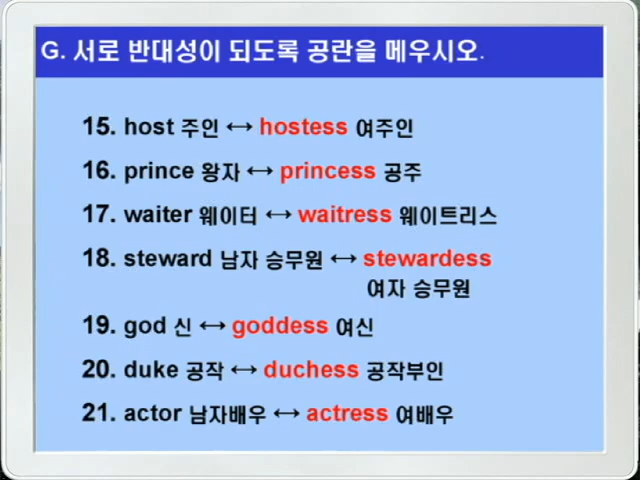 G. 서로 반대성이 되도록 공란을 메우시오.
15. host 주인 ↔ hostess 여주인
16. prince 왕자 ↔ princess 공주
17. waiter 웨이터 ↔ waitress 웨이트리스
18. steward 남자 승무원 ↔ stewardess
여자 승무원
19. god 신 ↔ goddess 여신
20. duke 공작 ↔ duchess 공작부인
21. actor 남자배우 ↔ actress 여배우